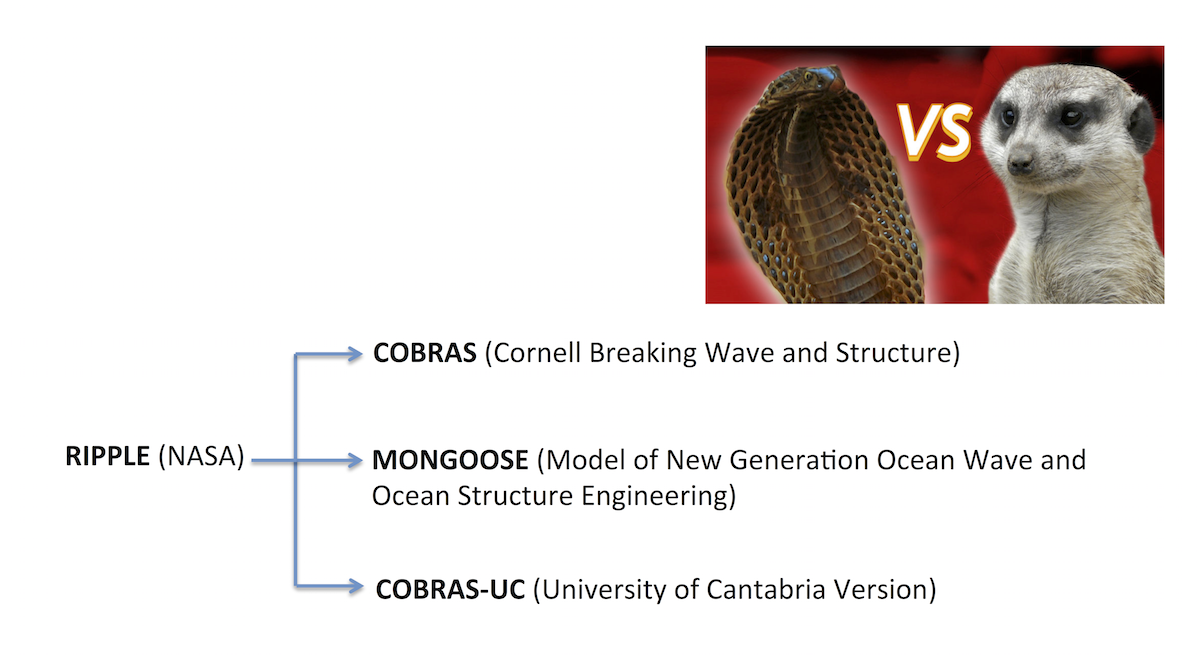 VS
COBRAS (Cornell Breaking Wave and Structure)
RIPPLE (NASA)
MONGOOSE (Model of New Generation Ocean Wave and
Ocean Structure Engineering)
COBRAS-UC (University of Cantabria Version)